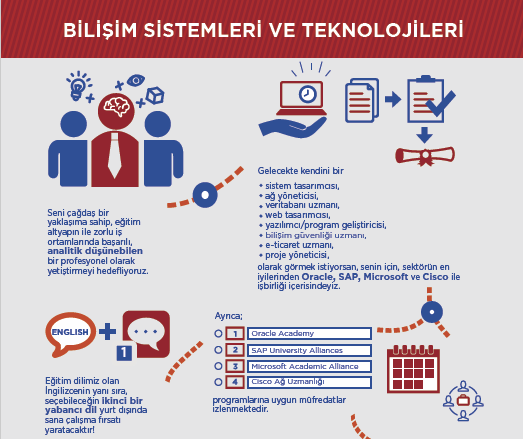 BİLİŞİM SİSTEMLERİ VE TEKNOLOJİLERİ
Seni çağdaş bir
yaklaşıma sahip, eğitim
altyapın ile zorlu iş
ortamlarında başarılı,
analitik düşünebilen
bir profesyonel olarak
yetiştirmeyi hedefliyoruz.
Gelecekte kendini bir
• sistem tasarımcısı,
• ağ yöneticisi,
• veritabanı uzmanı,
• web tasarımcısı,
• yazılımcı/program geliştiricisi,
• bilişim güvenliği uzmanı,
• e-ticaret uzmanı,
• proje yöneticisi,
olarak görmek istiyorsan, senin için, sektörün en
iyilerinden Oracle, SAP, Microsoft ve Cisco ile
işbirliği içerisindeyiz.
ENGLISH
1
Eğitim dilimiz olan
İngilizcenin yanı sıra,
seçebileceğin ikinci bir
yabancı dil yurt dışında
sana çalışma fırsatı
yaratacaktır!
Ayrıca;
1 Oracle Academy
2 SAP University Alliances
3 Microsoft Academic Alliance
4 Cisco Ağ Uzmanlığı
programlarına uygun müfredatlar
izlenmektedir.